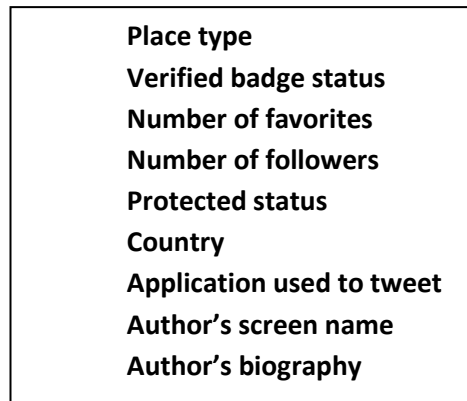 Place type
Verified badge status
Number of favorites
Number of followers
Protected status
Country
Application used to tweet
Author’s screen name
Author’s biography